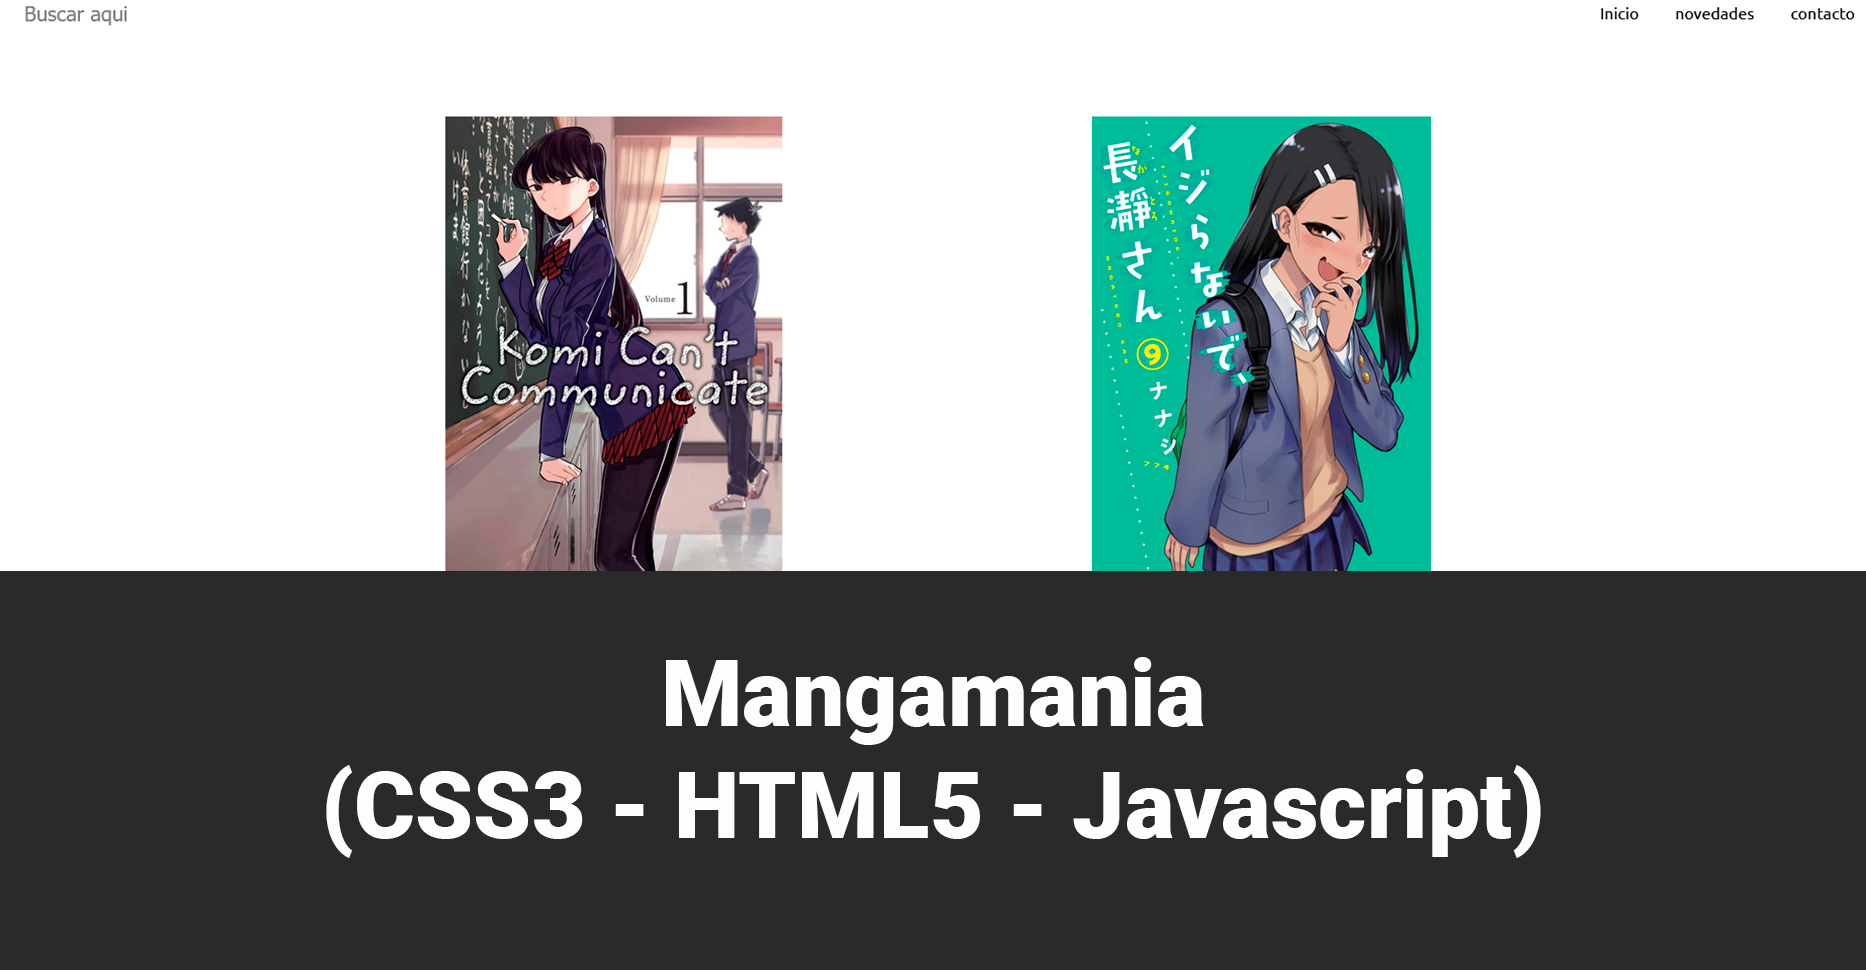 Buscar aqui
Inicio
novedades
contacto
Volume 1
Komi Can't
Communicate
イジらないで、
長瀞さん
9
ナナシ
Mangamania
(CSS3 - HTML5 - Javascript)